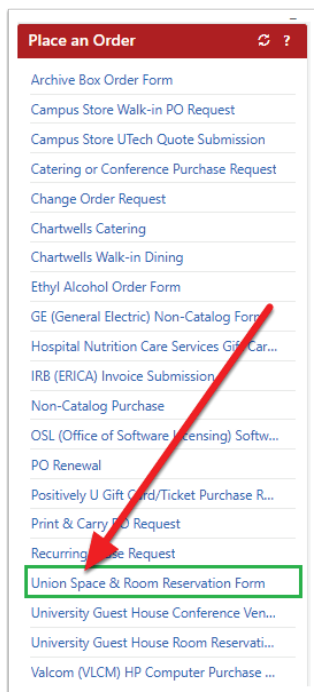 Place an Order ?
Archive Box Order Form
Campus Store Walk-in PO Request
Campus Store UTech Quote Submission
Catering or Conference Purchase Request
Change Order Request
Chartwells Catering
Chartwells Walk-in Dining
Ethyl Alcohol Order Form
GE (General Electric) Non-Catalog Form
Hospital Nutrition Care Services Gift Car...
IRB (ERICA) Invoice Submission
Non-Catalog Purchase
OSL (Office of Software Licensing) Softw...
PO Renewal
Positively U Gift Card/Ticket Purchase R...
Print & Carry PO Request
Recurring Request
Union Space & Room Reservation Form
University Guest House Conference Ven...
University Guest House Room Reservati...
Valcom (VLCM) HP Computer Purchase ...